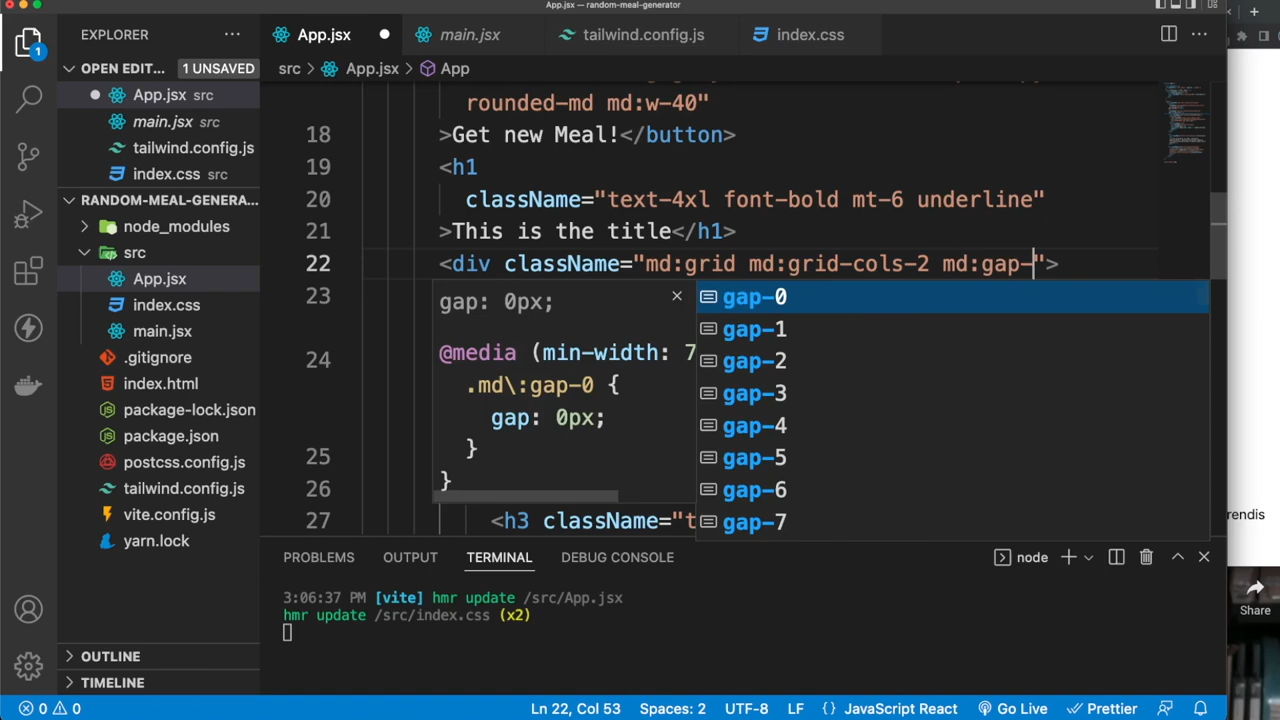 App.jsx — random-meal-generator
EXPLORER
OPEN EDIT... 1 UNSAVED
App.jsx src
main.jsx src
tailwind.config.js
index.css src
RANDOM-MEAL-GENERA...
node_modules
src
App.jsx
index.css
main.jsx
.gitignore
index.html
package-lock.json
package.json
postcss.config.js
tailwind.config.js
vite.config.js
yarn.lock
OUTLINE
TIMELINE
1
App.jsx main.jsx tailwind.config.js index.css
src > App.jsx > App
rounded-md md:w-40"
18 >Get new Meal!</button>
19 <h1
20 className="text-4xl font-bold mt-6 underline"
21 >This is the title</h1>
22 <div className="md:grid md:grid-cols-2 md:gap-">
23
24
25
26
27 <h3 className="t
gap: 0px;
@media (min-width: 7
.md\:gap-0 {
gap: 0px;
}
}
gap-0
gap-1
gap-2
gap-3
gap-4
gap-5
gap-6
gap-7
PROBLEMS OUTPUT TERMINAL DEBUG CONSOLE node
3:06:37 PM [vite] hmr update /src/App.jsx
hmr update /src/index.css (x2)
0 0 Ln 22, Col 53 Spaces: 2 UTF-8 LF {} JavaScript React Go Live Prettier
rendis
Share